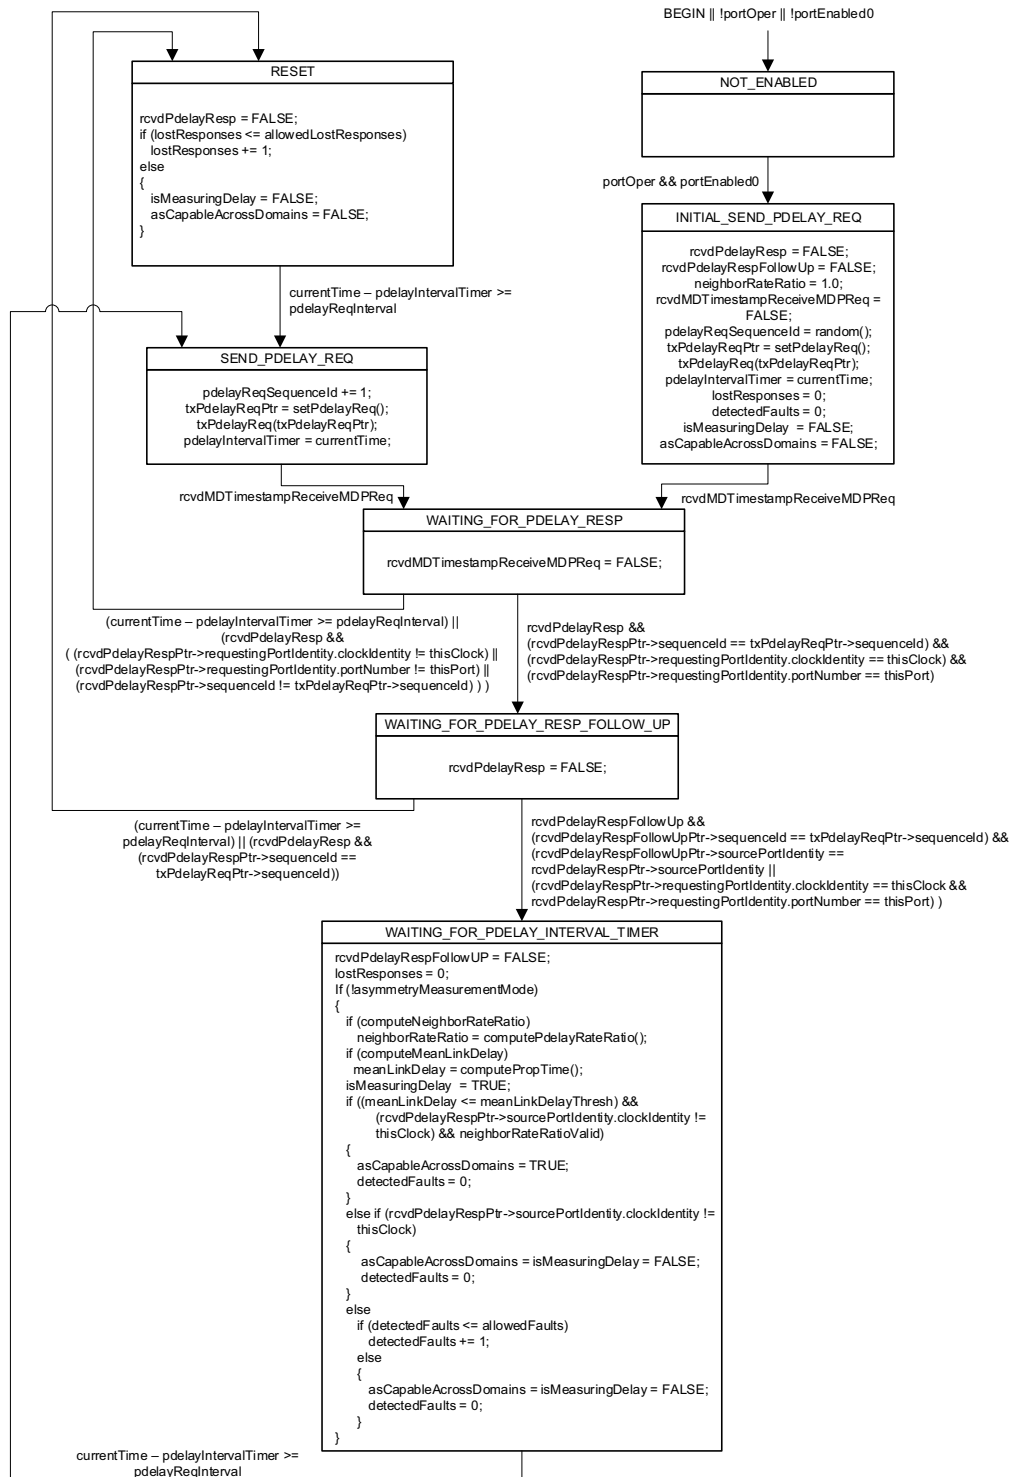 BEGIN || !portOper || !portEnabled0
RESET
rcvdPdelayResp = FALSE;
if (lostResponses <= allowedLostResponses)
lostResponses += 1;
else
{
isMeasuringDelay = FALSE;
asCapableAcrossDomains = FALSE;
}
NOT_ENABLED
portOper && portEnabled0
INITIAL_SEND_PDELAY_REQ
rcvdPdelayResp = FALSE;
rcvdPdelayRespFollowUp = FALSE;
neighborRateRatio = 1.0;
rcvdMDTimestampReceiveMDPReq =
FALSE;
pdelayReqSequenceId = random();
txPdelayReqPtr = setPdelayReq();
txPdelayReq(txPdelayReqPtr);
pdelayIntervalTimer = currentTime;
lostResponses = 0;
detectedFaults = 0;
isMeasuringDelay  = FALSE;
asCapableAcrossDomains = FALSE;
currentTime – pdelayIntervalTimer >=
pdelayReqInterval
SEND_PDELAY_REQ
pdelayReqSequenceId += 1;
txPdelayReqPtr = setPdelayReq();
txPdelayReq(txPdelayReqPtr);
pdelayIntervalTimer = currentTime;
rcvdMDTimestampReceiveMDPReq
rcvdMDTimestampReceiveMDPReq
WAITING_FOR_PDELAY_RESP
rcvdMDTimestampReceiveMDPReq = FALSE;
(currentTime – pdelayIntervalTimer >= pdelayReqInterval) ||
(rcvdPdelayResp &&
( ( (rcvdPdelayRespPtr->requestingPortIdentity.clockIdentity != thisClock) ||
(rcvdPdelayRespPtr->requestingPortIdentity.portNumber != thisPort) ||
(rcvdPdelayRespPtr->sequenceId != txPdelayReqPtr->sequenceId) ) )
rcvdPdelayResp &&
(rcvdPdelayRespPtr->sequenceId == txPdelayReqPtr->sequenceId) &&
(rcvdPdelayRespPtr->requestingPortIdentity.clockIdentity == thisClock) &&
(rcvdPdelayRespPtr->requestingPortIdentity.portNumber == thisPort)
WAITING_FOR_PDELAY_RESP_FOLLOW_UP
rcvdPdelayResp = FALSE;
(currentTime – pdelayIntervalTimer >=
pdelayReqInterval) || (rcvdPdelayResp &&
(rcvdPdelayRespPtr->sequenceId ==
txPdelayReqPtr->sequenceId))
rcvdPdelayRespFollowUp &&
(rcvdPdelayRespFollowUpPtr->sequenceId == txPdelayReqPtr->sequenceId) &&
(rcvdPdelayRespFollowUpPtr->sourcePortIdentity ==
rcvdPdelayRespPtr->sourcePortIdentity ||
(rcvdPdelayRespPtr->requestingPortIdentity.clockIdentity == thisClock &&
rcvdPdelayRespPtr->requestingPortIdentity.portNumber == thisPort) )
WAITING_FOR_PDELAY_INTERVAL_TIMER
rcvdPdelayRespFollowUP = FALSE;
lostResponses = 0;
If (!asymmetryMeasurementMode)
{
if (computeNeighborRateRatio)
neighborRateRatio = computePdelayRateRatio();
if (computeMeanLinkDelay)
meanLinkDelay = computePropTime();
isMeasuringDelay  = TRUE;
if ((meanLinkDelay <= meanLinkDelayThresh) &&
(rcvdPdelayRespPtr->sourcePortIdentity.clockIdentity !=
thisClock) && neighborRateRatioValid)
{
asCapableAcrossDomains = TRUE;
detectedFaults = 0;
}
else if (rcvdPdelayRespPtr->sourcePortIdentity.clockIdentity !=
thisClock)
{
asCapableAcrossDomains = isMeasuringDelay = FALSE;
detectedFaults = 0;
}
else
if (detectedFaults <= allowedFaults)
detectedFaults += 1;
else
{
asCapableAcrossDomains = isMeasuringDelay = FALSE;
detectedFaults = 0;
}
}
currentTime – pdelayIntervalTimer >=
pdelayReqInterval